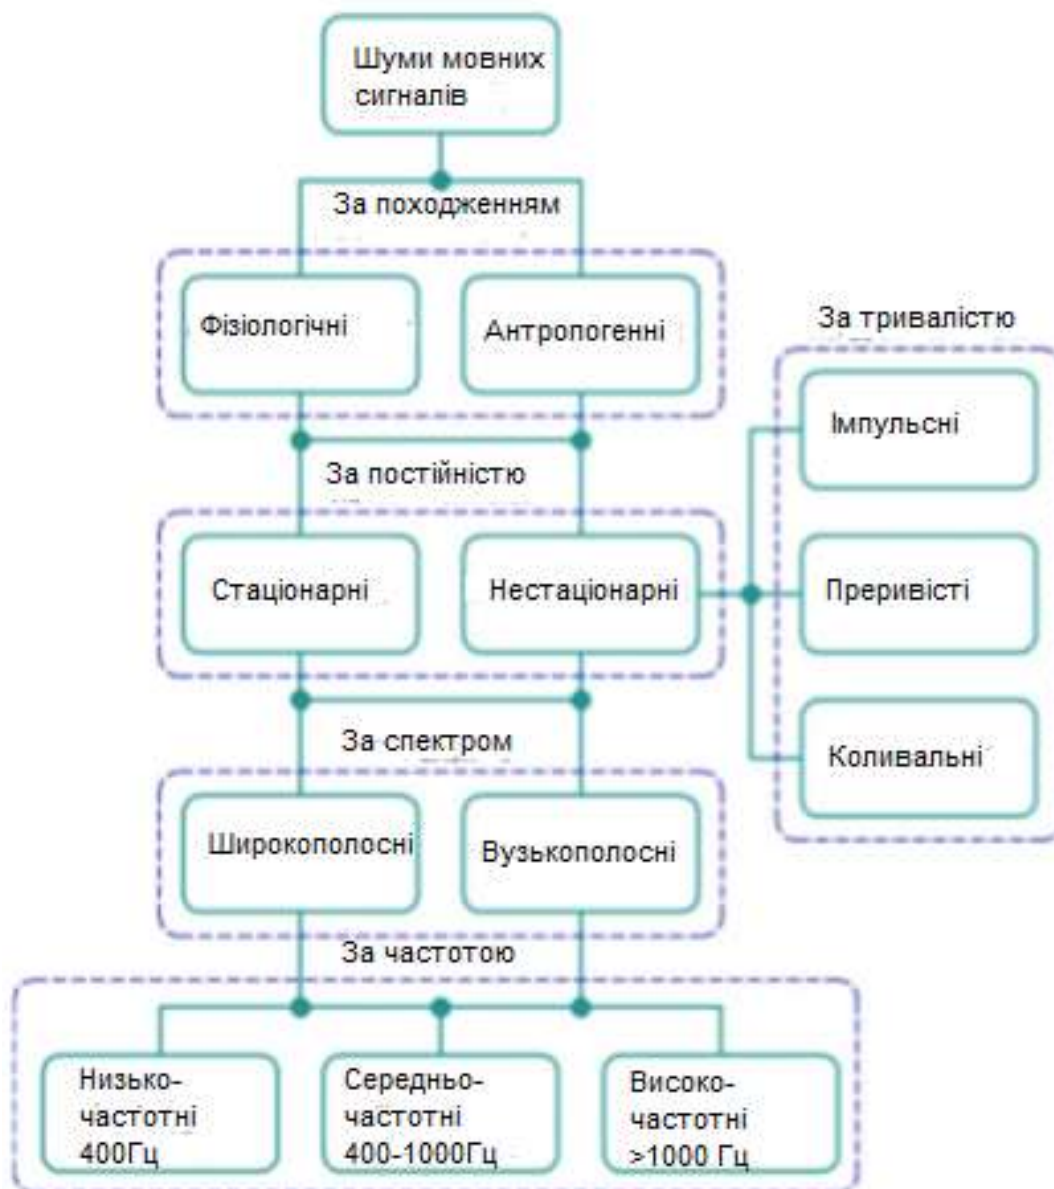 Шуми мовних
сигналів
За походженням
Фізіологічні
Антропогенні
За тривалістю
Імпульсні
За постійністю
Стаціонарні
Нестаціонарні
Преривісті
За спектром
Коливальні
Широкополосні
Вузькополосні
За частотою
Низько-
частотні
400Гц
Середньо-
частотні
400-1000Гц
Високо-
частотні
>1000 Гц